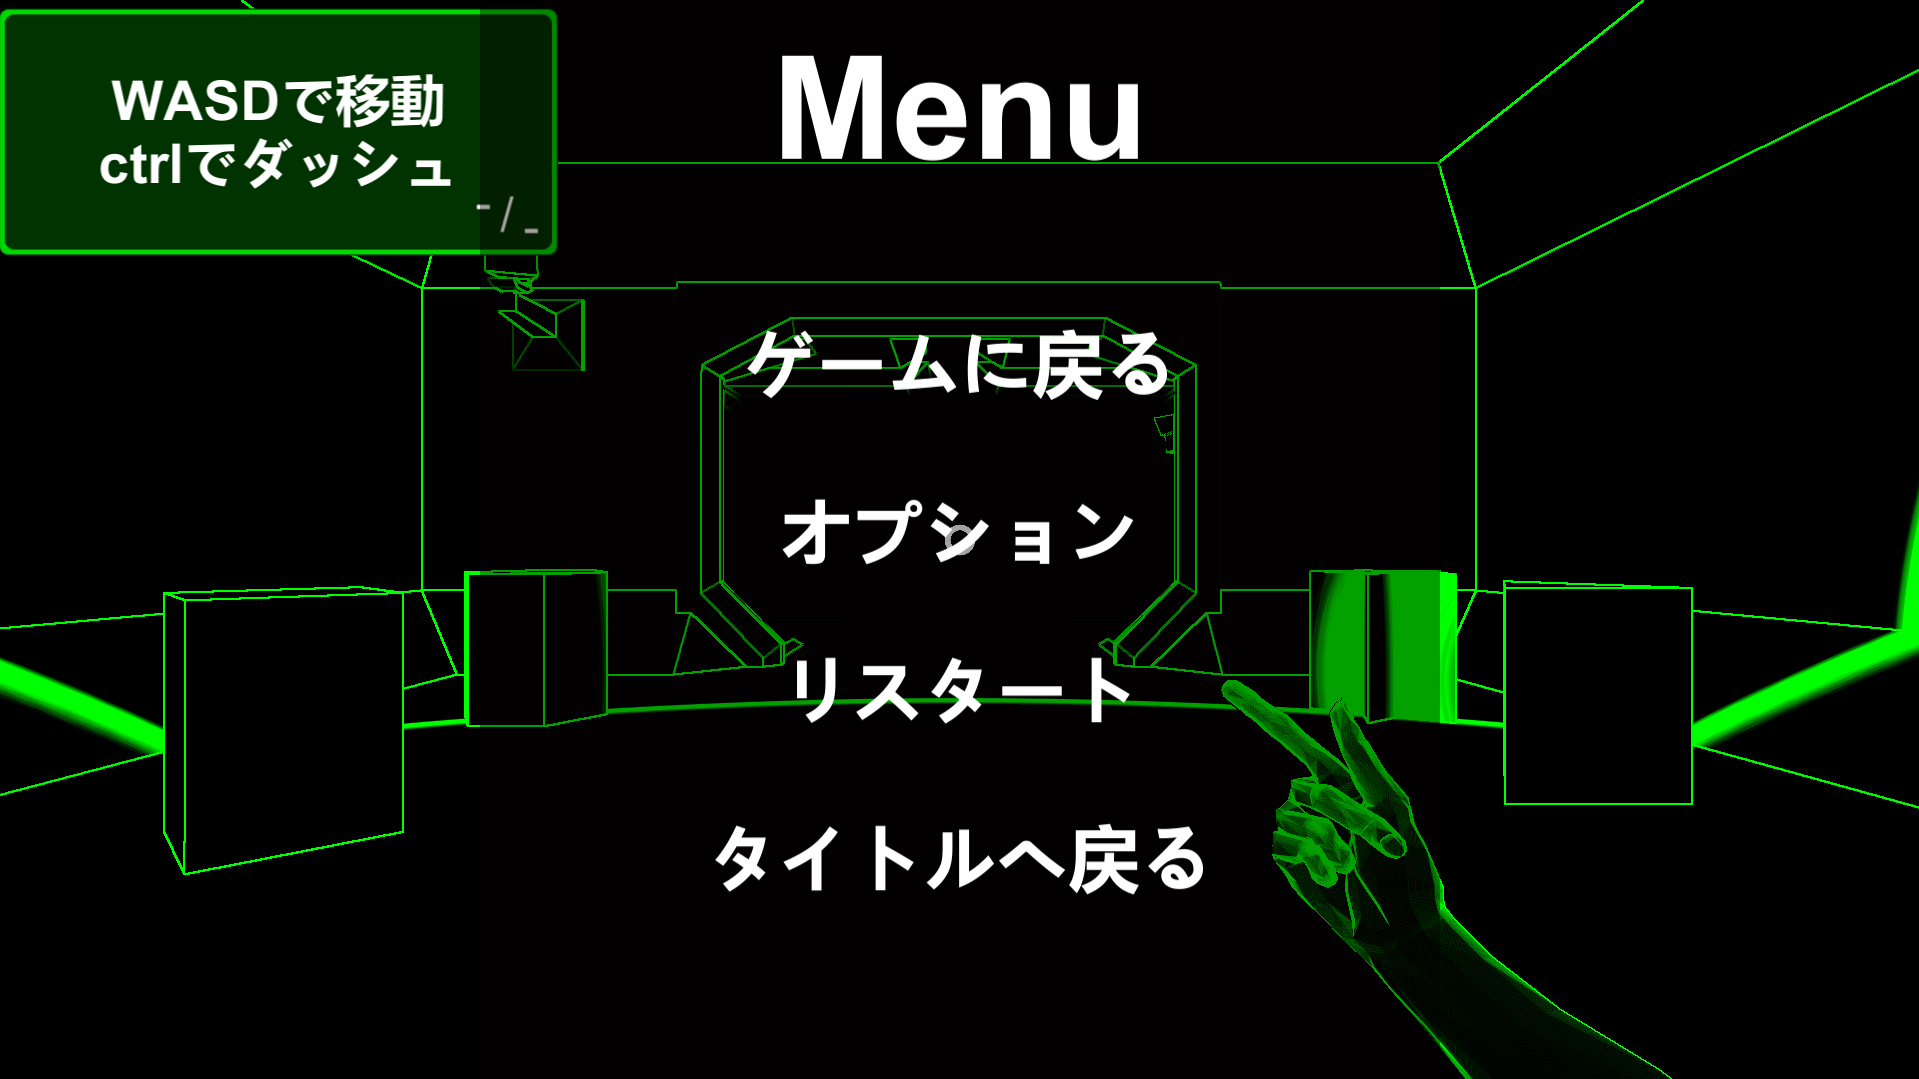 WASDで移動
ctrlでダッシュ
-/-
Menu
ゲームに戻る
オプション
リスタート
タイトルへ戻る